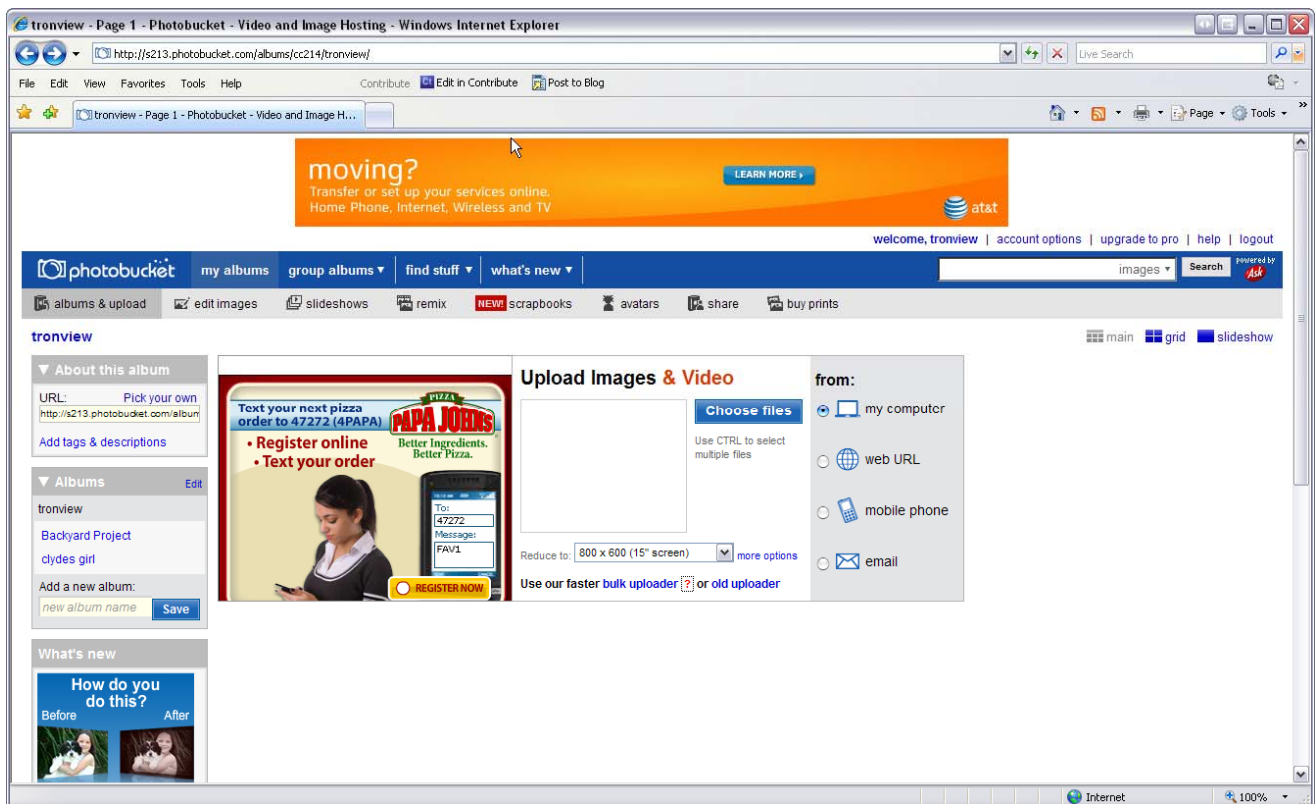 tronview - Page 1 - Photobucket - Video and Image Hosting - Windows Internet Explorer
http://s213.photobucket.com/albums/cc214/tronview/
Live Search
File Edit View Favorites Tools Help Contribute Edit in Contribute Post to Blog
tronview - Page 1 - Photobucket - Video and Image H...
Page Tools
moving?
Transfer or set up your services online.
Home Phone, Internet, Wireless and TV
LEARN MORE
at&t
welcome, tronview | account options | upgrade to pro | help | logout
photobucket my albums group albums find stuff what's new images Search powered by Ask
albums & upload edit images slideshows remix NEW! scrapbooks avatars share buy prints
tronview main grid slideshow
About this album
URL: Pick your own
http://s213.photobucket.com/album
Add tags & descriptions
Albums Edit
tronview
Backyard Project
clydes girl
Add a new album:
new album name Save
What's new
How do you
do this?
Before After
Text your next pizza
order to 47272 (4PAPA)
• Register online
• Text your order
PIZZA
PAPA JOHNS
Better Ingredients.
Better Pizza.
To:
47272
Message:
FAV1
REGISTER NOW
Upload Images & Video
Choose files
Use CTRL to select
multiple files
Reduce to: 800 x 600 (15" screen) more options
Use our faster bulk uploader ? or old uploader
from:
my computer
web URL
mobile phone
email
Internet 100%